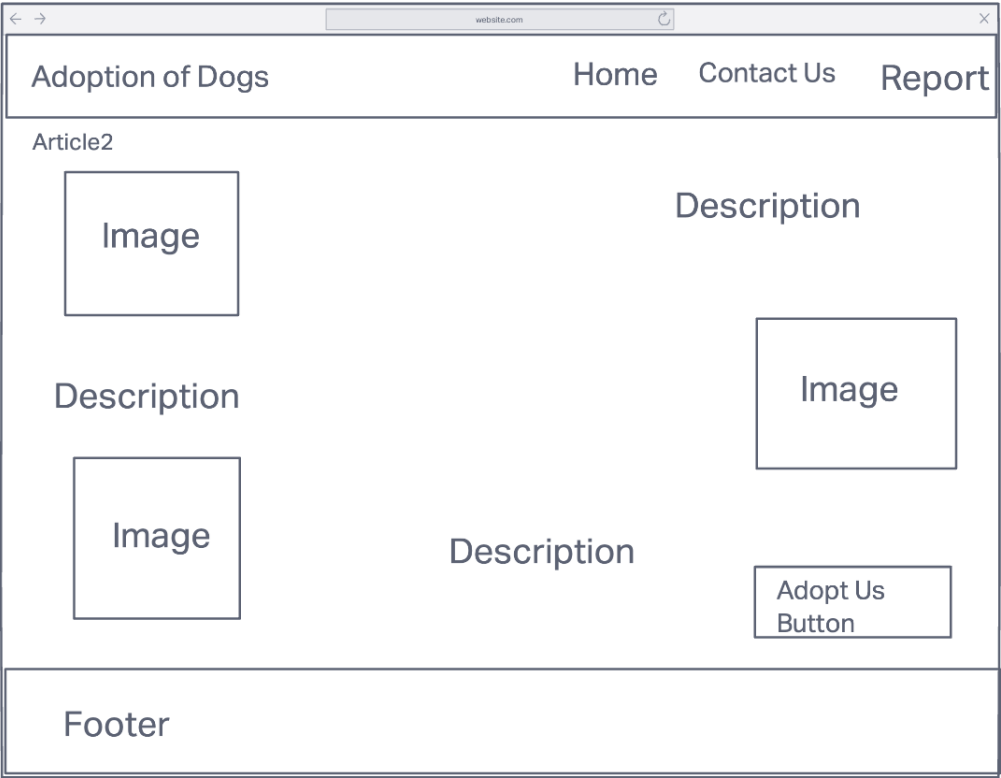 website.com
Adoption of Dogs
Home
Contact Us
Report
Article2
Image
Description
Description
Image
Image
Description
Adopt Us
Button
Footer